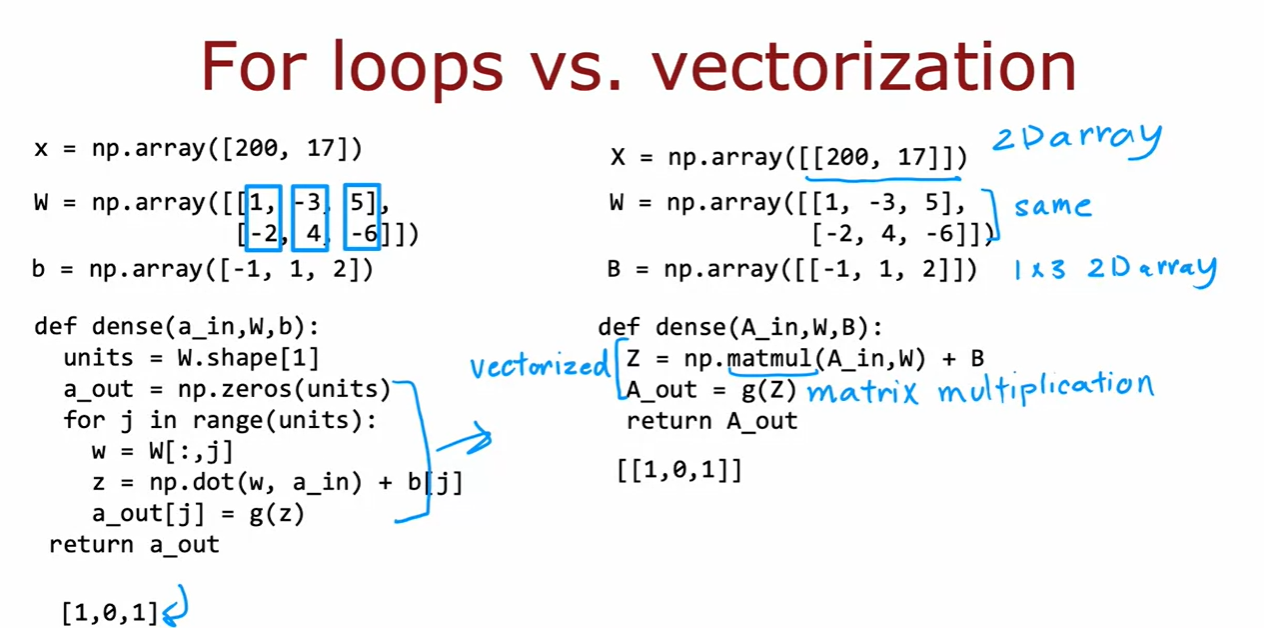 For loops vs. vectorization
x = np.array([200, 17])
W = np.array([[1, -3, 5],
[-2, 4, -6]])
b = np.array([-1, 1, 2])
def dense(a_in,W,b):
units = W.shape[1]
a_out = np.zeros(units)
for j in range(units):
w = W[:,j]
z = np.dot(w, a_in) + b[j]
a_out[j] = g(z)
return a_out
[1,0,1]
X = np.array([[200, 17]])
2D array
W = np.array([[1, -3, 5],
[-2, 4, -6]])
same
B = np.array([[-1, 1, 2]])
1x3 2D array
def dense(A_in,W,B):
vectorized
Z = np.matmul(A_in,W) + B
A_out = g(Z)
matrix multiplication
return A_out
[[1,0,1]]